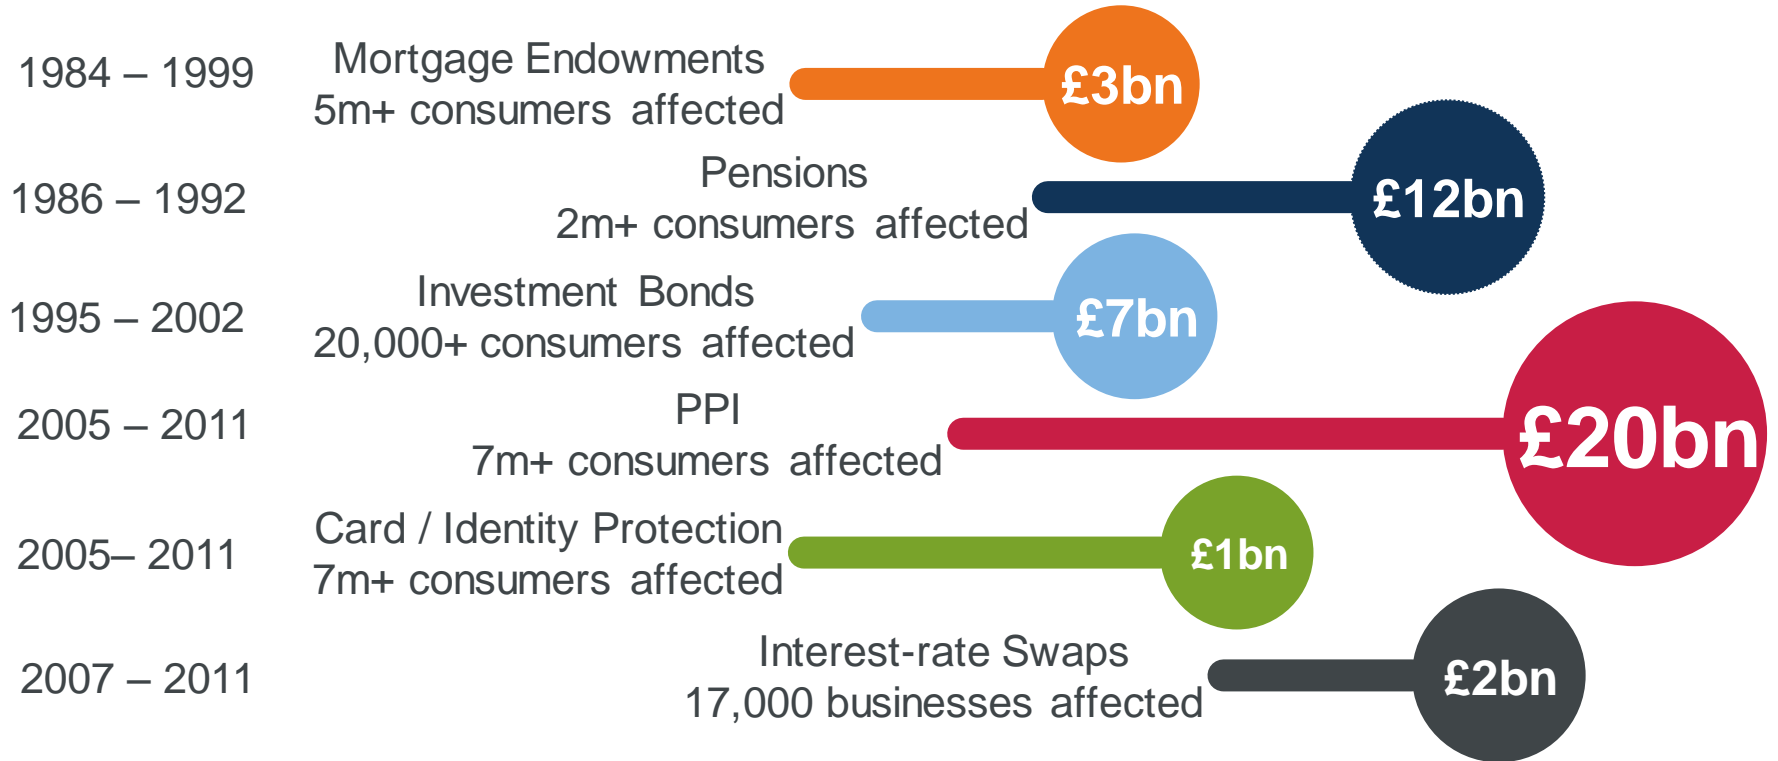 1984 – 1999
Mortgage Endowments
5m+ consumers affected
£3bn
1986 – 1992
Pensions
2m+ consumers affected
£12bn
1995 – 2002
Investment Bonds
20,000+ consumers affected
£7bn
2005 – 2011
PPI
7m+ consumers affected
£20bn
2005– 2011
Card / Identity Protection
7m+ consumers affected
£1bn
2007 – 2011
Interest-rate Swaps
17,000 businesses affected
£2bn